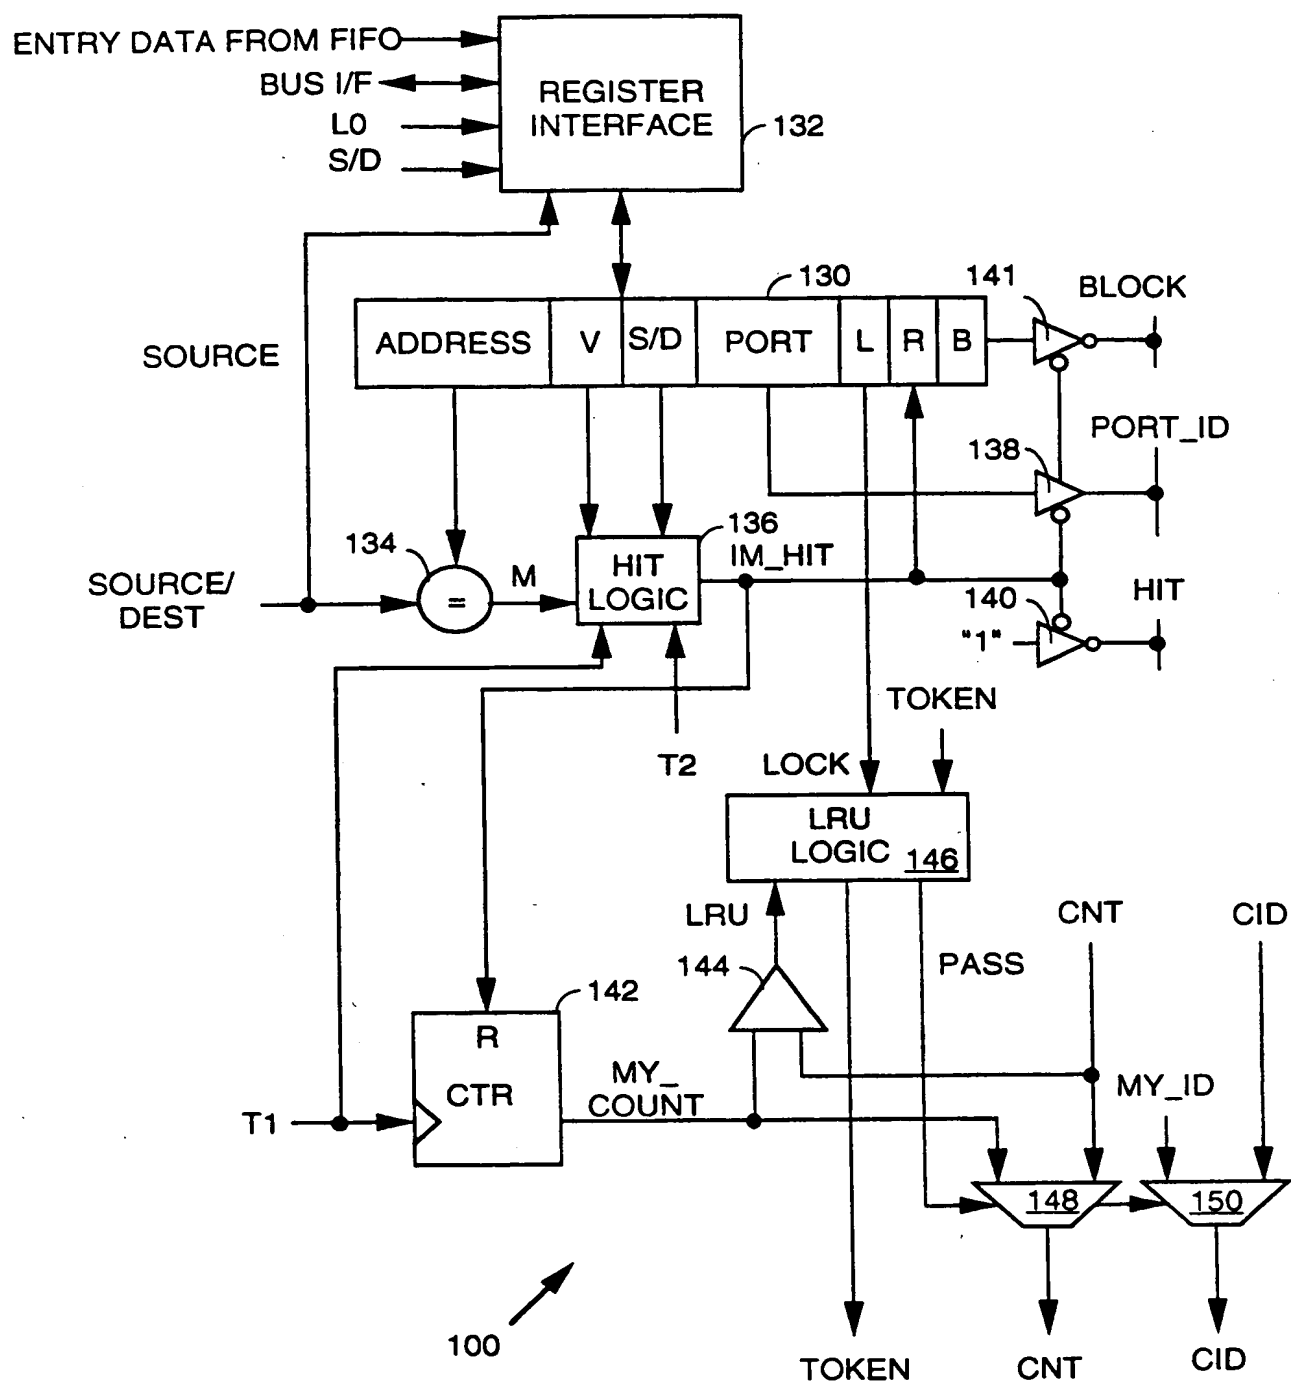 ENTRY DATA FROM FIFO
BUS I/F
L0
S/D
REGISTER
INTERFACE
132
130
141
BLOCK
SOURCE
ADDRESS
V
S/D
PORT
L
R
B
PORT_ID
138
134
136
IM_HIT
HIT
LOGIC
M
=
SOURCE/
DEST
HIT
140
"1"
TOKEN
T2
LOCK
LRU
LOGIC
146
LRU
CNT
CID
144
PASS
142
R
CTR
MY_
COUNT
MY_ID
T1
148
150
100
TOKEN
CNT
CID